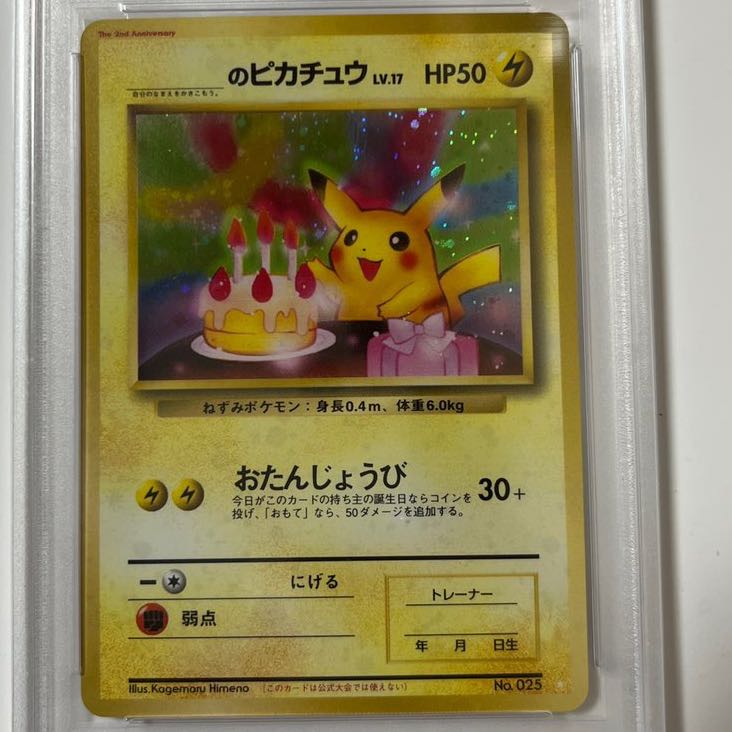 The 2nd Anniversary
のピカチュウ LV.17 HP50
自分のなまえをかきこもう。
ねずみポケモン：身長0.4m、体重6.0kg
おたんじょうび 30+
今日がこのカードの持ち主の誕生日ならコインを
投げ、「おもて」なら、50ダメージを追加する。
にげる
弱点
トレーナー
年 月 日生
Illus.Kagemaru Himeno (このカードは公式大会では使えない) No. 025